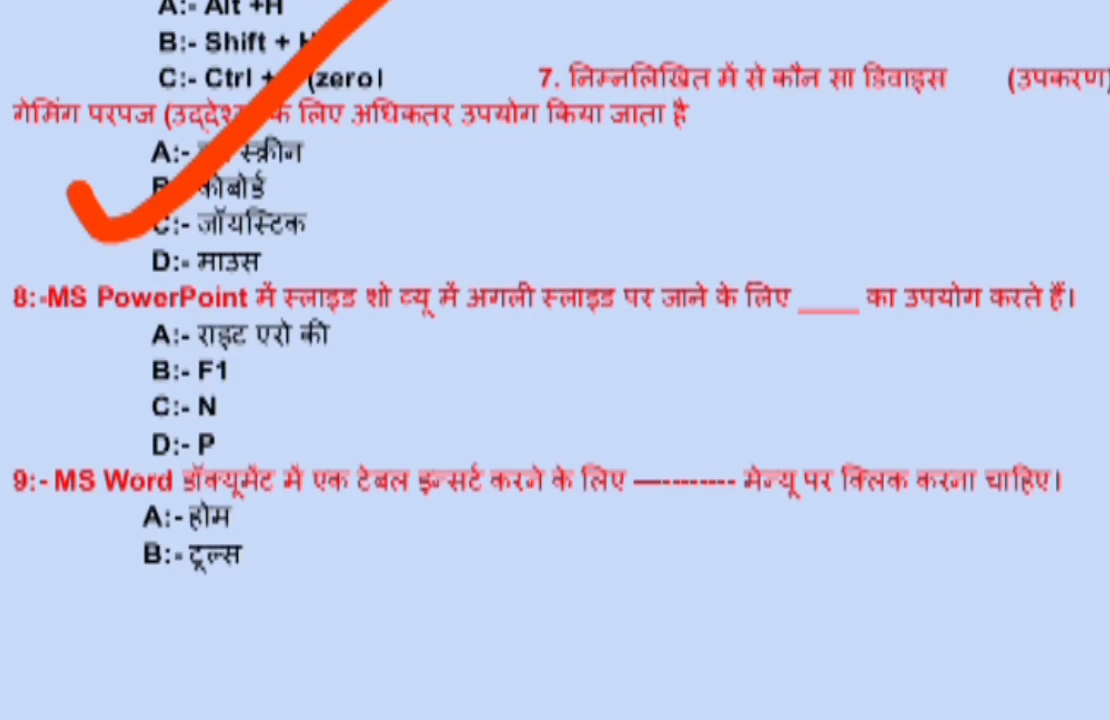 A:- Alt +H
B:- Shift + H
C:- Ctrl + (zero) 7. निम्नलिखित में से कौन सा डिवाइस (उपकरण)
गेमिंग परपज (उद्देश्य के लिए अधिकतर उपयोग किया जाता है
A:- स्क्रीन
B:- कीबोर्ड
C:- जॉयस्टिक
D:- माउस
8:-MS PowerPoint में स्लाइड शो व्यू में अगली स्लाइड पर जाने के लिए ____ का उपयोग करते हैं।
A:- राइट एरो की
B:- F1
C:- N
D:- P
9:- MS Word डॉक्यूमेंट में एक टेबल इन्सर्ट करने के लिए ----------- मेन्यू पर क्लिक करना चाहिए।
A:- होम
B:- टूल्स